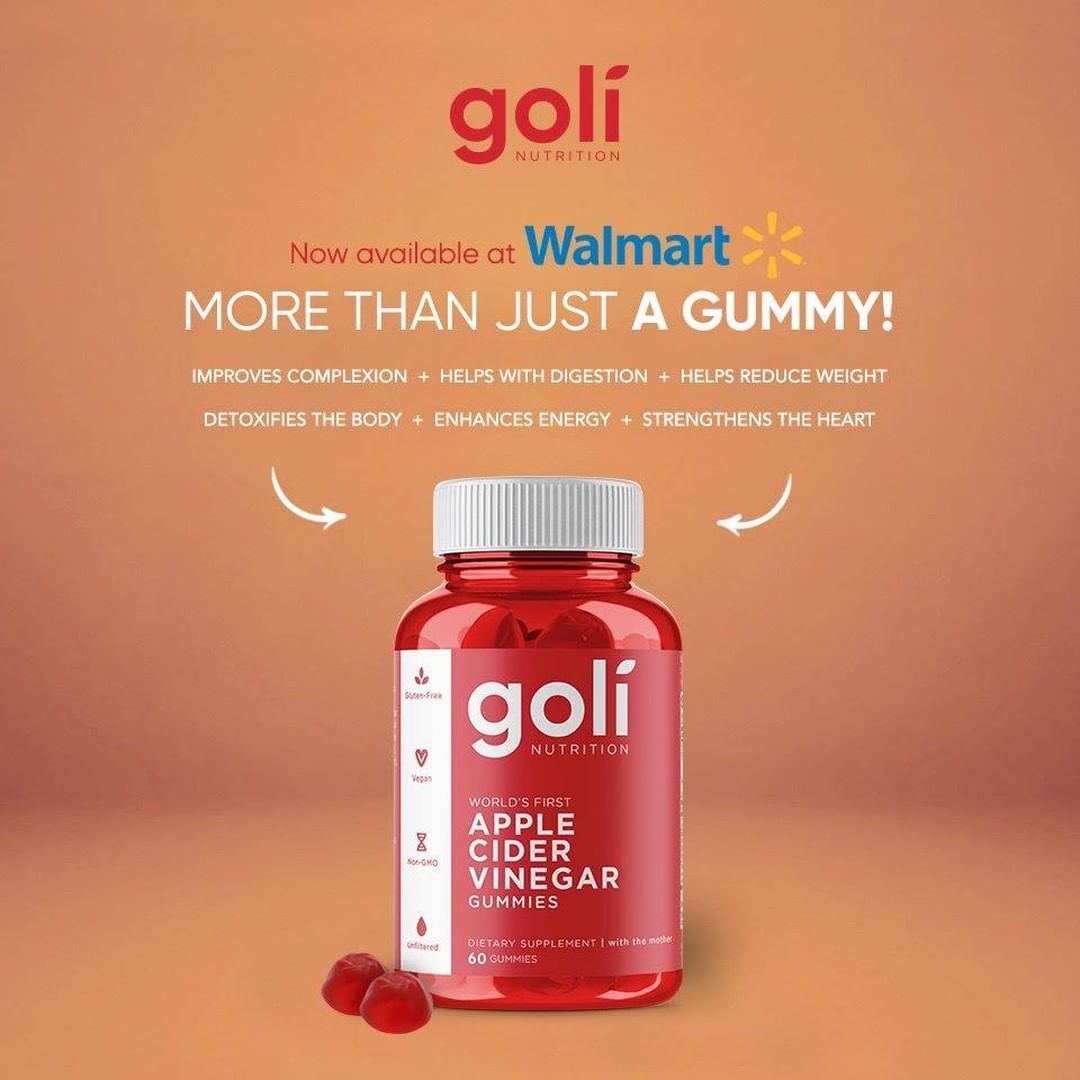 goli
NUTRITION
Now available at Walmart
MORE THAN JUST A GUMMY!
IMPROVES COMPLEXION + HELPS WITH DIGESTION + HELPS REDUCE WEIGHT
DETOXIFIES THE BODY + ENHANCES ENERGY + STRENGTHENS THE HEART
Gluten-Free
Vegan
Non-GMO
Unfiltered
goli
NUTRITION
WORLD'S FIRST
APPLE
CIDER
VINEGAR
GUMMIES
DIETARY SUPPLEMENT | with the mother
60 GUMMIES